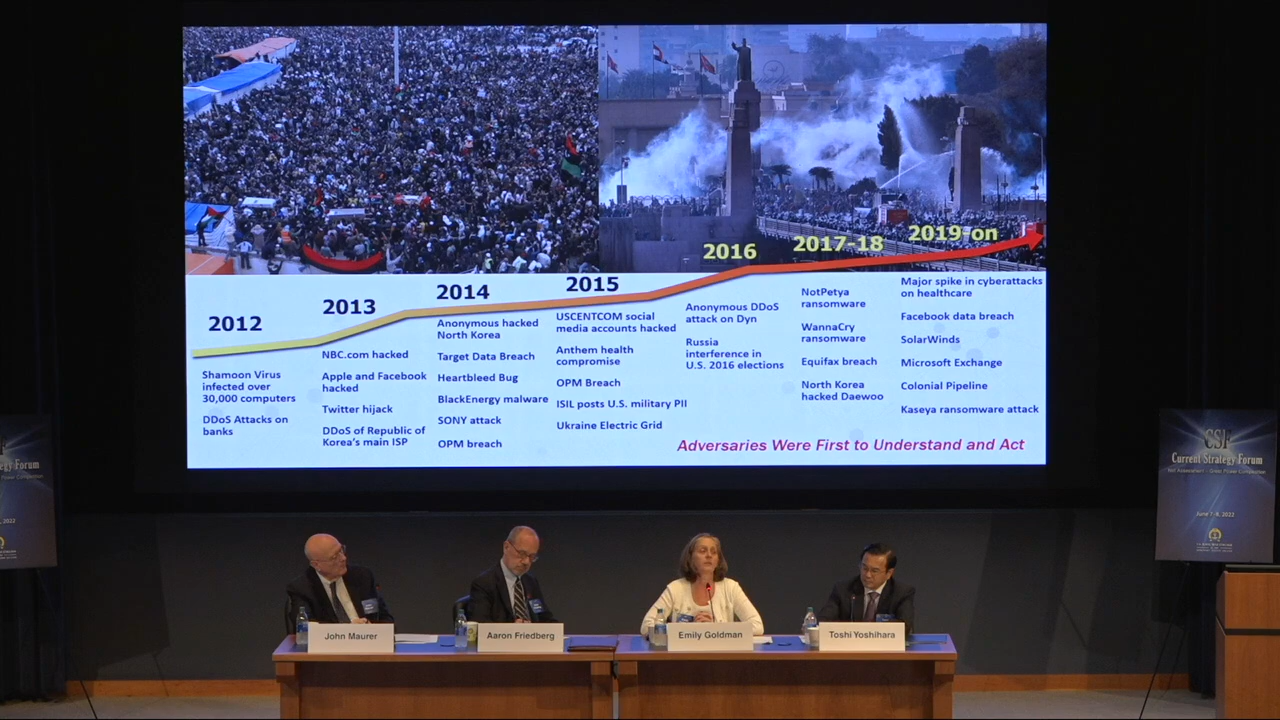 2012
Shamoon Virus
infected over
30,000 computers
DDoS Attacks on
banks
2013
NBC.com hacked
Apple and Facebook
hacked
Twitter hijack
DDoS of Republic of
Korea's main ISP
2014
Anonymous hacked
North Korea
Target Data Breach
Heartbleed Bug
BlackEnergy malware
SONY attack
OPM breach
2015
USCENTCOM social
media accounts hacked
Anthem health
compromise
OPM Breach
ISIL posts U.S. military PII
Ukraine Electric Grid
2016
Anonymous DDoS
attack on Dyn
Russia
interference in
U.S. 2016 elections
2017-18
NotPetya
ransomware
WannaCry
ransomware
Equifax breach
North Korea
hacked Daewoo
2019-on
Major spike in cyberattacks
on healthcare
Facebook data breach
SolarWinds
Microsoft Exchange
Colonial Pipeline
Kaseya ransomware attack
Adversaries Were First to Understand and Act
Strategy Forum
, 2022
CSF
Current Strategy Forum
June 7-8, 2022
John Maurer
Aaron Friedberg
Emily Goldman
Toshi Yoshihara